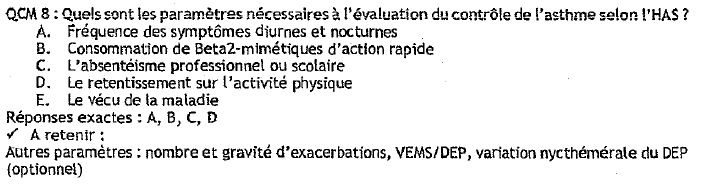 QCM 8 : Quels sont les paramètres nécessaires à l'évaluation du contrôle de l'asthme selon l'HAS ?
A. Fréquence des symptômes diurnes et nocturnes
B. Consommation de Beta2-mimétiques d'action rapide
C. L'absentéisme professionnel ou scolaire
D. Le retentissement sur l'activité physique
E. Le vécu de la maladie
Réponses exactes : A, B, C, D
✓ A retenir :
Autres paramètres : nombre et gravité d'exacerbations, VEMS/DEP, variation nycthémérale du DEP
(optionnel)